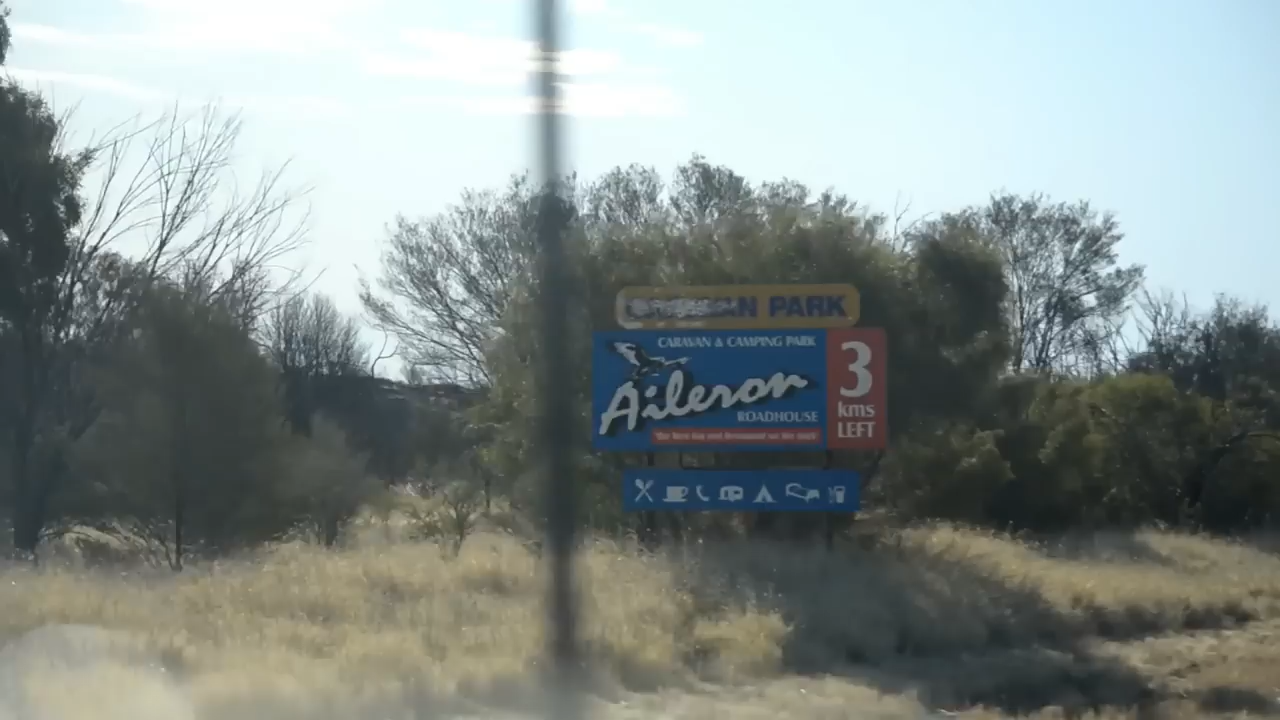 PARK
CARAVAN & CAMPING PARK
Aileron
ROADHOUSE
3
kms
LEFT